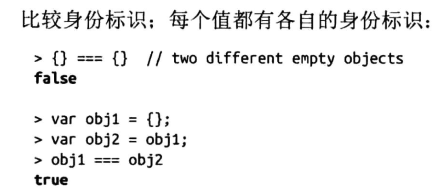 比较身份标识；每个值都有各自的身份标识：
> {} === {}  // two different empty objects
false
> var obj1 = {};
> var obj2 = obj1;
> obj1 === obj2
true